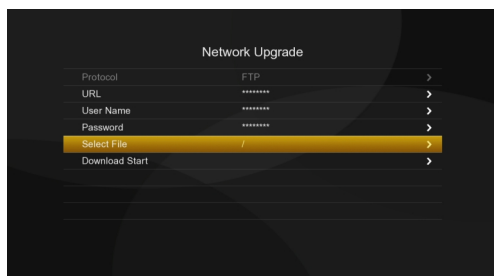 Network Upgrade
Protocol FTP >
URL ******** >
User Name ******** >
Password ******** >
Select File / >
Download Start >